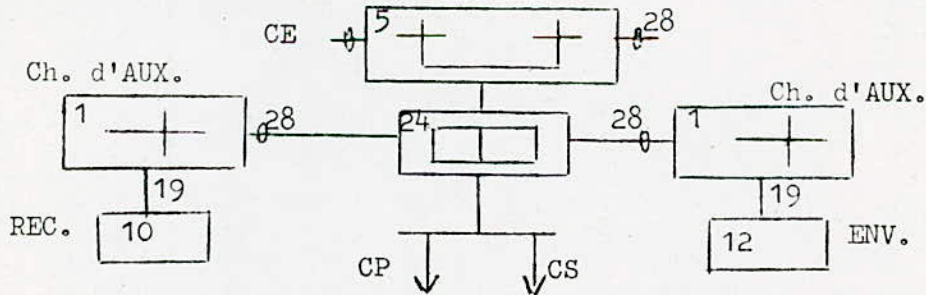 CE 5 28
Ch. d'AUX.
1 28 24 28 Ch. d'AUX.
1
19 19
REC. 10 12 ENV.
CP CS